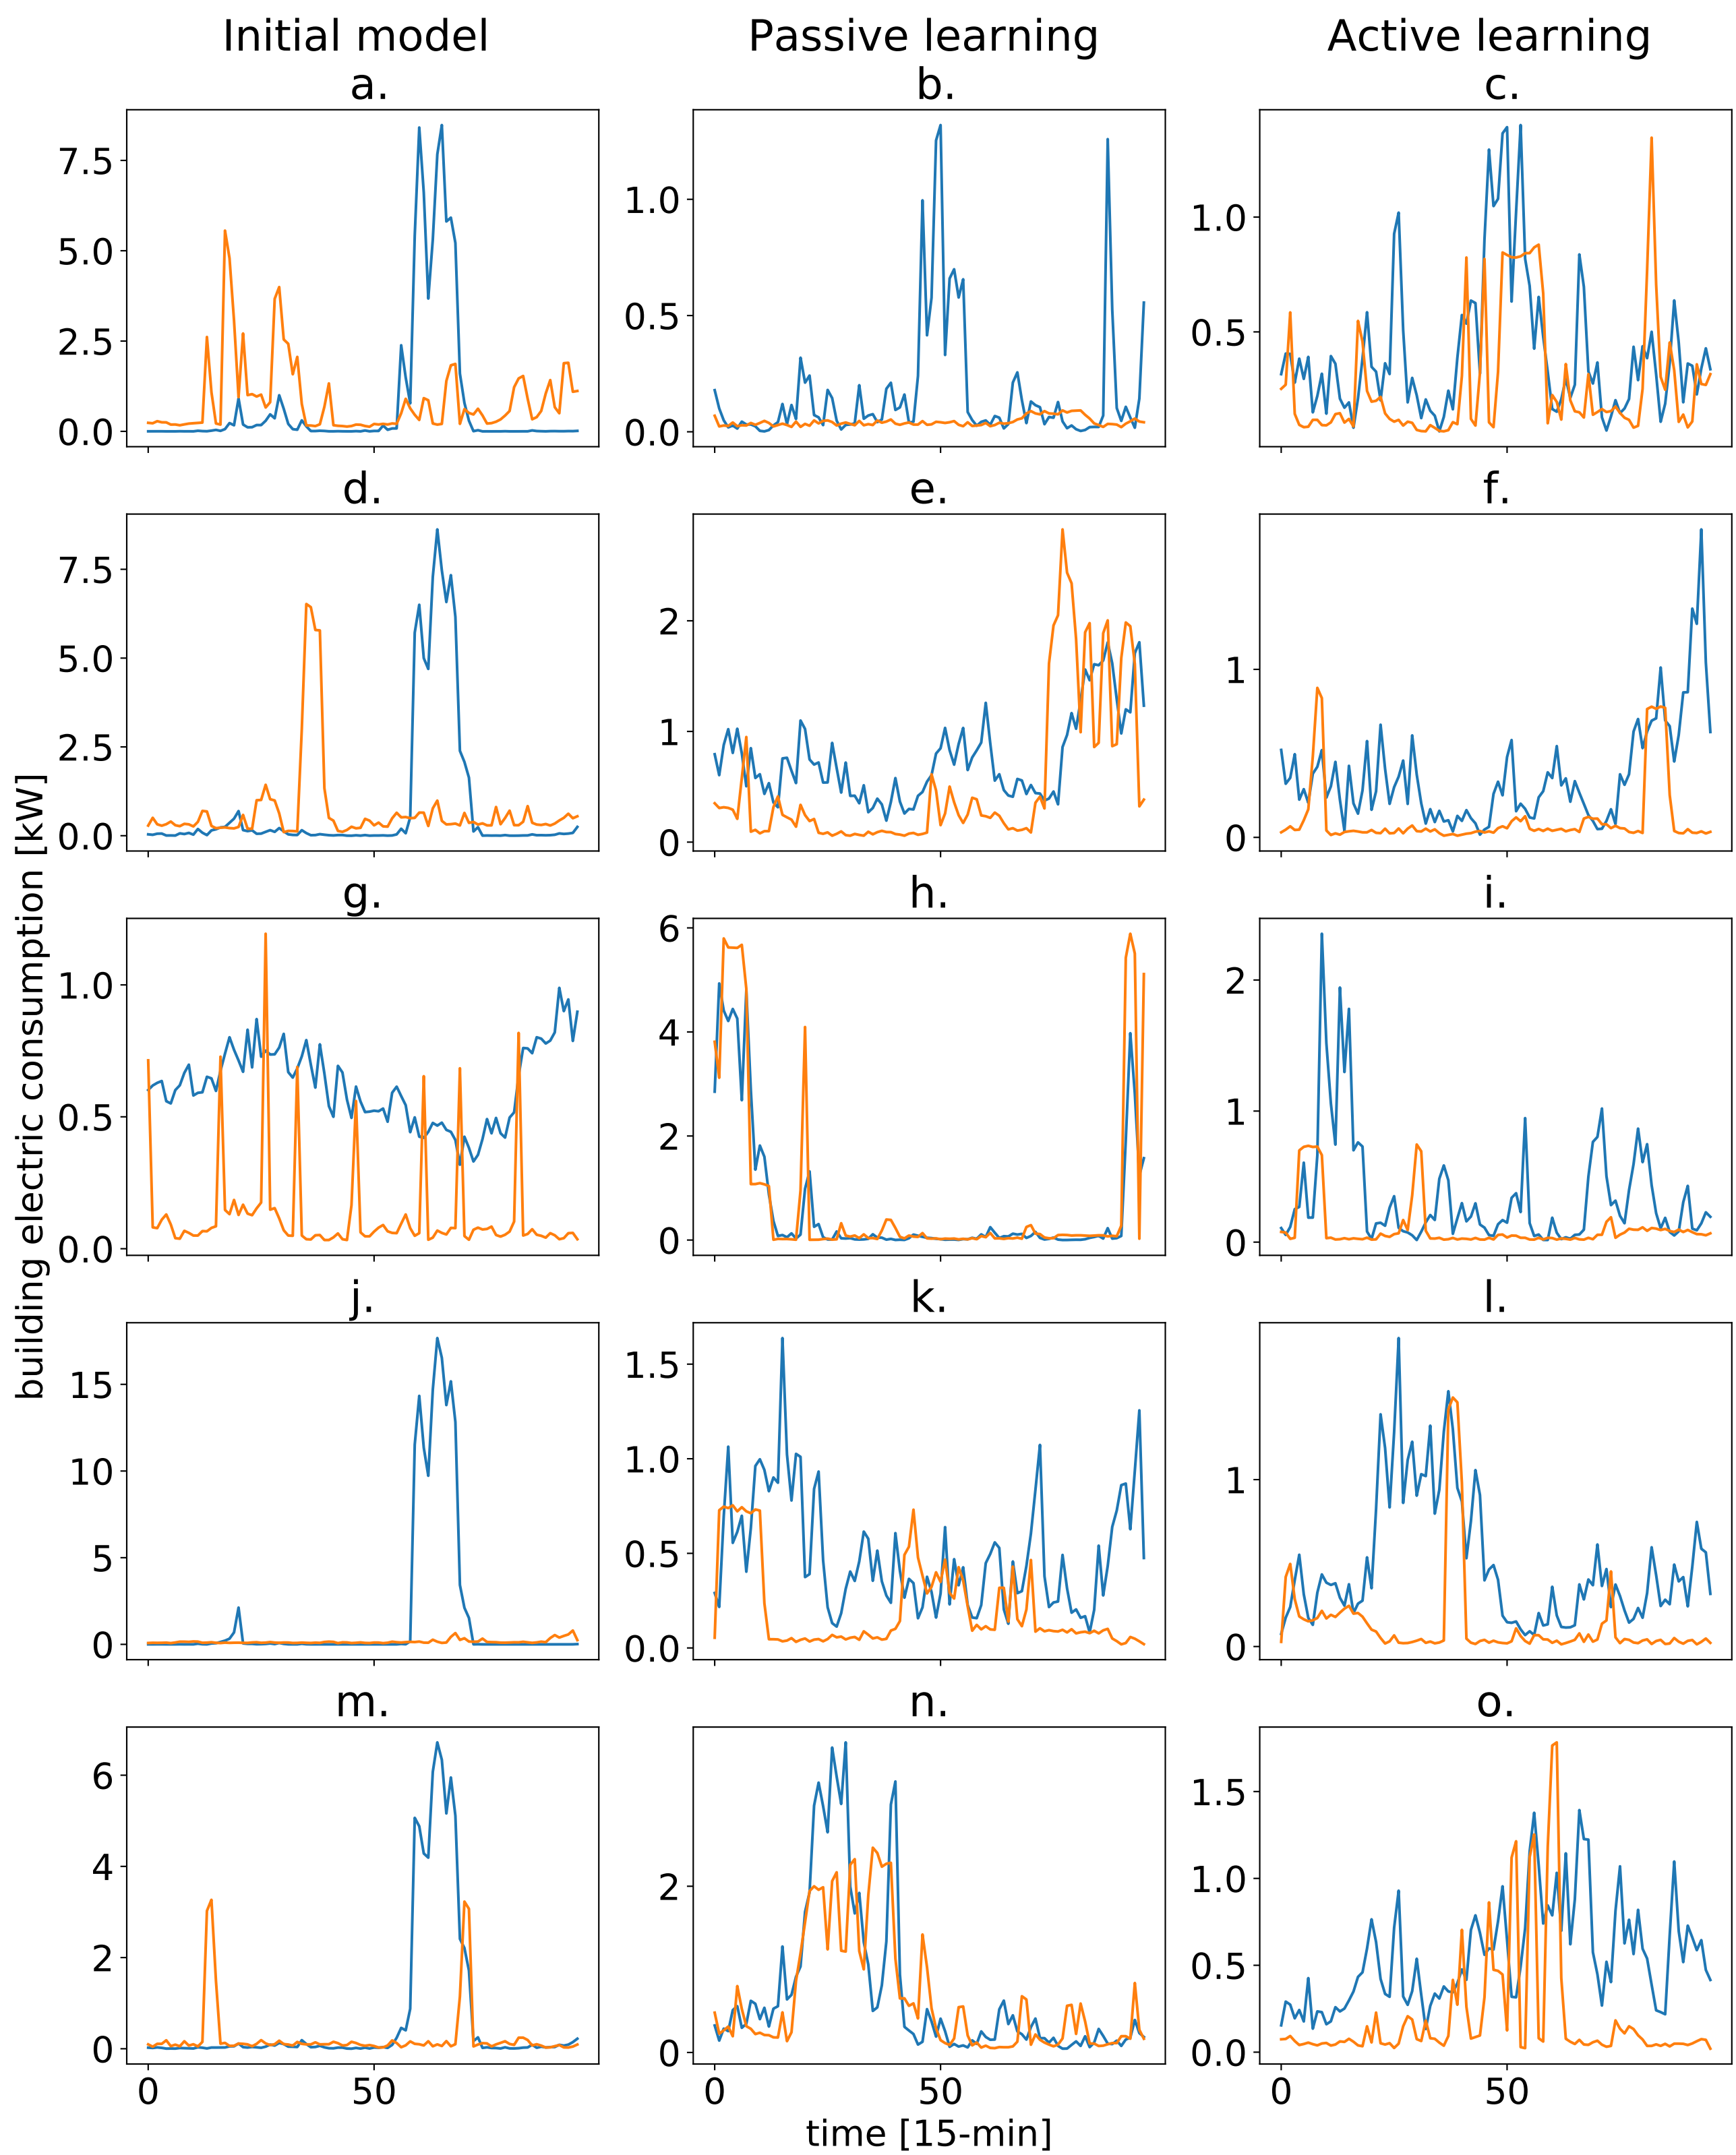 Initial model
Passive learning
Active learning
a.
b.
c.
7.5
5.0
2.5
0.0
1.0
0.5
0.0
1.0
0.5
d.
e.
f.
7.5
5.0
2.5
0.0
2
1
0
1
0
g.
h.
i.
1.0
0.5
0.0
6
4
2
0
2
1
0
j.
k.
l.
15
10
5
0
1.5
1.0
0.5
0.0
1
0
m.
n.
o.
6
4
2
0
2
0
1.5
1.0
0.5
0.0
0
50
0
50
0
50
building electric consumption [kW]
time [15-min]